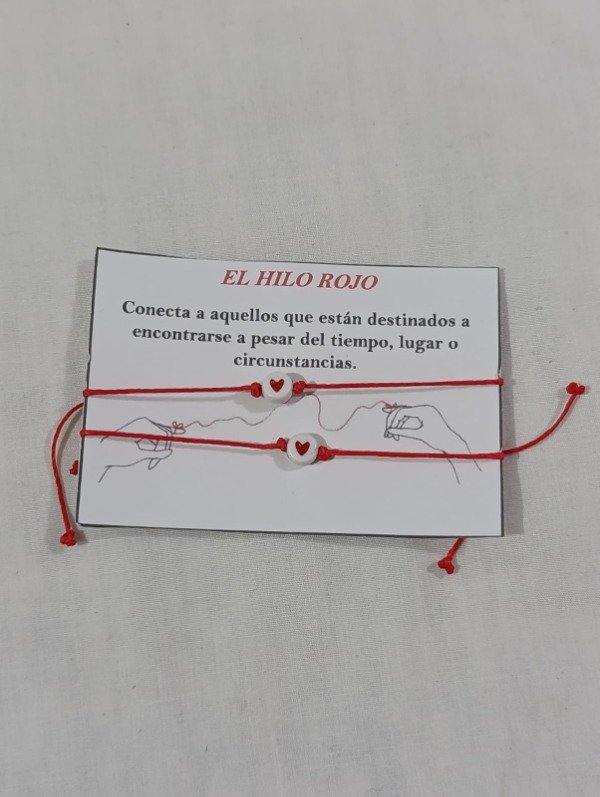 EL HILO ROJO
Conecta a aquellos que están destinados a
encontrarse a pesar del tiempo, lugar o
circunstancias.